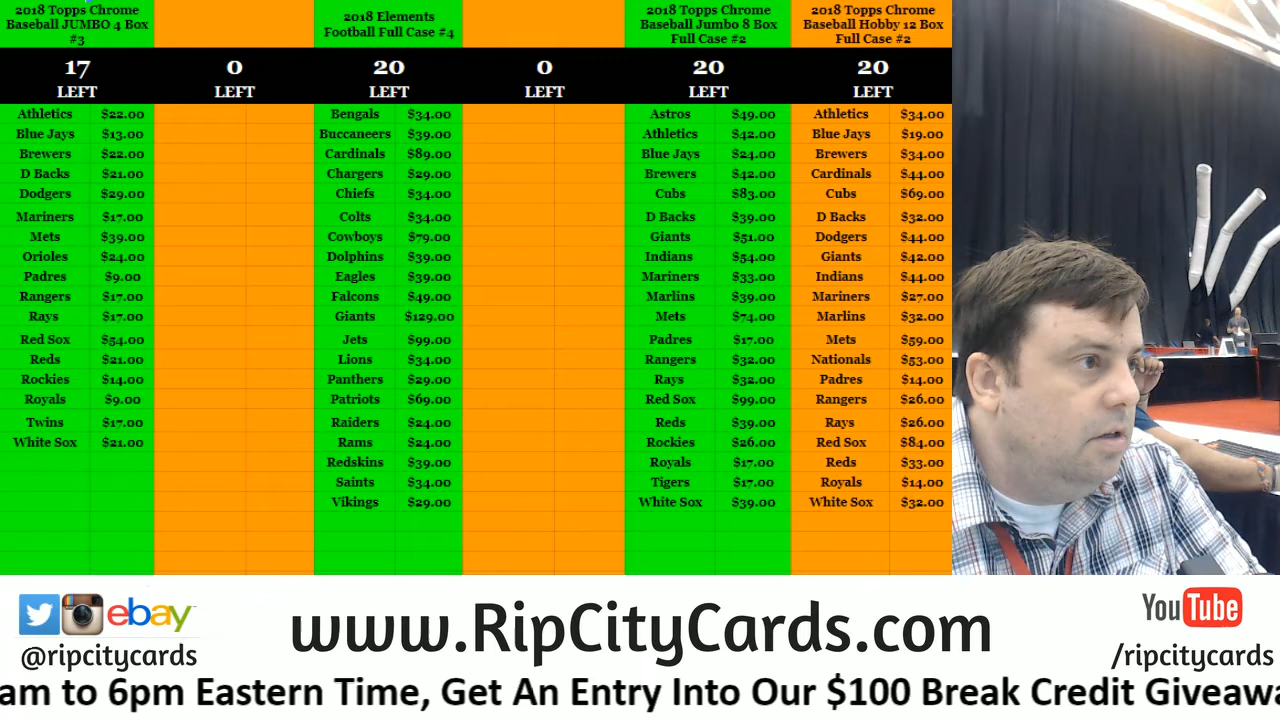 2018 Topps Chrome
Baseball JUMBO 4 Box
#3
17
LEFT
Athletics $22.00
Blue Jays $13.00
Brewers $22.00
D Backs $21.00
Dodgers $29.00
Mariners $17.00
Mets $39.00
Orioles $24.00
Padres $9.00
Rangers $17.00
Rays $17.00
Red Sox $54.00
Reds $21.00
Rockies $14.00
Royals $9.00
Twins $17.00
White Sox $21.00
0
LEFT
2018 Elements
Football Full Case #4
20
LEFT
Bengals $34.00
Buccaneers $39.00
Cardinals $89.00
Chargers $29.00
Chiefs $34.00
Colts $34.00
Cowboys $79.00
Dolphins $39.00
Eagles $39.00
Falcons $49.00
Giants $129.00
Jets $99.00
Lions $34.00
Panthers $29.00
Patriots $69.00
Raiders $24.00
Rams $24.00
Redskins $39.00
Saints $34.00
Vikings $29.00
0
LEFT
2018 Topps Chrome
Baseball Jumbo 8 Box
Full Case #2
20
LEFT
Astros $49.00
Athletics $42.00
Blue Jays $24.00
Brewers $42.00
Cubs $83.00
D Backs $39.00
Giants $51.00
Indians $54.00
Mariners $33.00
Marlins $39.00
Mets $74.00
Padres $17.00
Rangers $32.00
Rays $32.00
Red Sox $99.00
Reds $39.00
Rockies $26.00
Royals $17.00
Tigers $17.00
White Sox $39.00
2018 Topps Chrome
Baseball Hobby 12 Box
Full Case #2
20
LEFT
Athletics $34.00
Blue Jays $19.00
Brewers $34.00
Cardinals $44.00
Cubs $69.00
D Backs $32.00
Dodgers $44.00
Giants $42.00
Indians $44.00
Mariners $27.00
Marlins $32.00
Mets $59.00
Nationals $53.00
Padres $14.00
Rangers $26.00
Rays $26.00
Red Sox $84.00
Reds $33.00
Royals $14.00
White Sox $32.00
ebay
@ripcitycards
www.RipCityCards.com
YouTube
/ripcitycards
am to 6pm Eastern Time, Get An Entry Into Our $100 Break Credit Giveawa